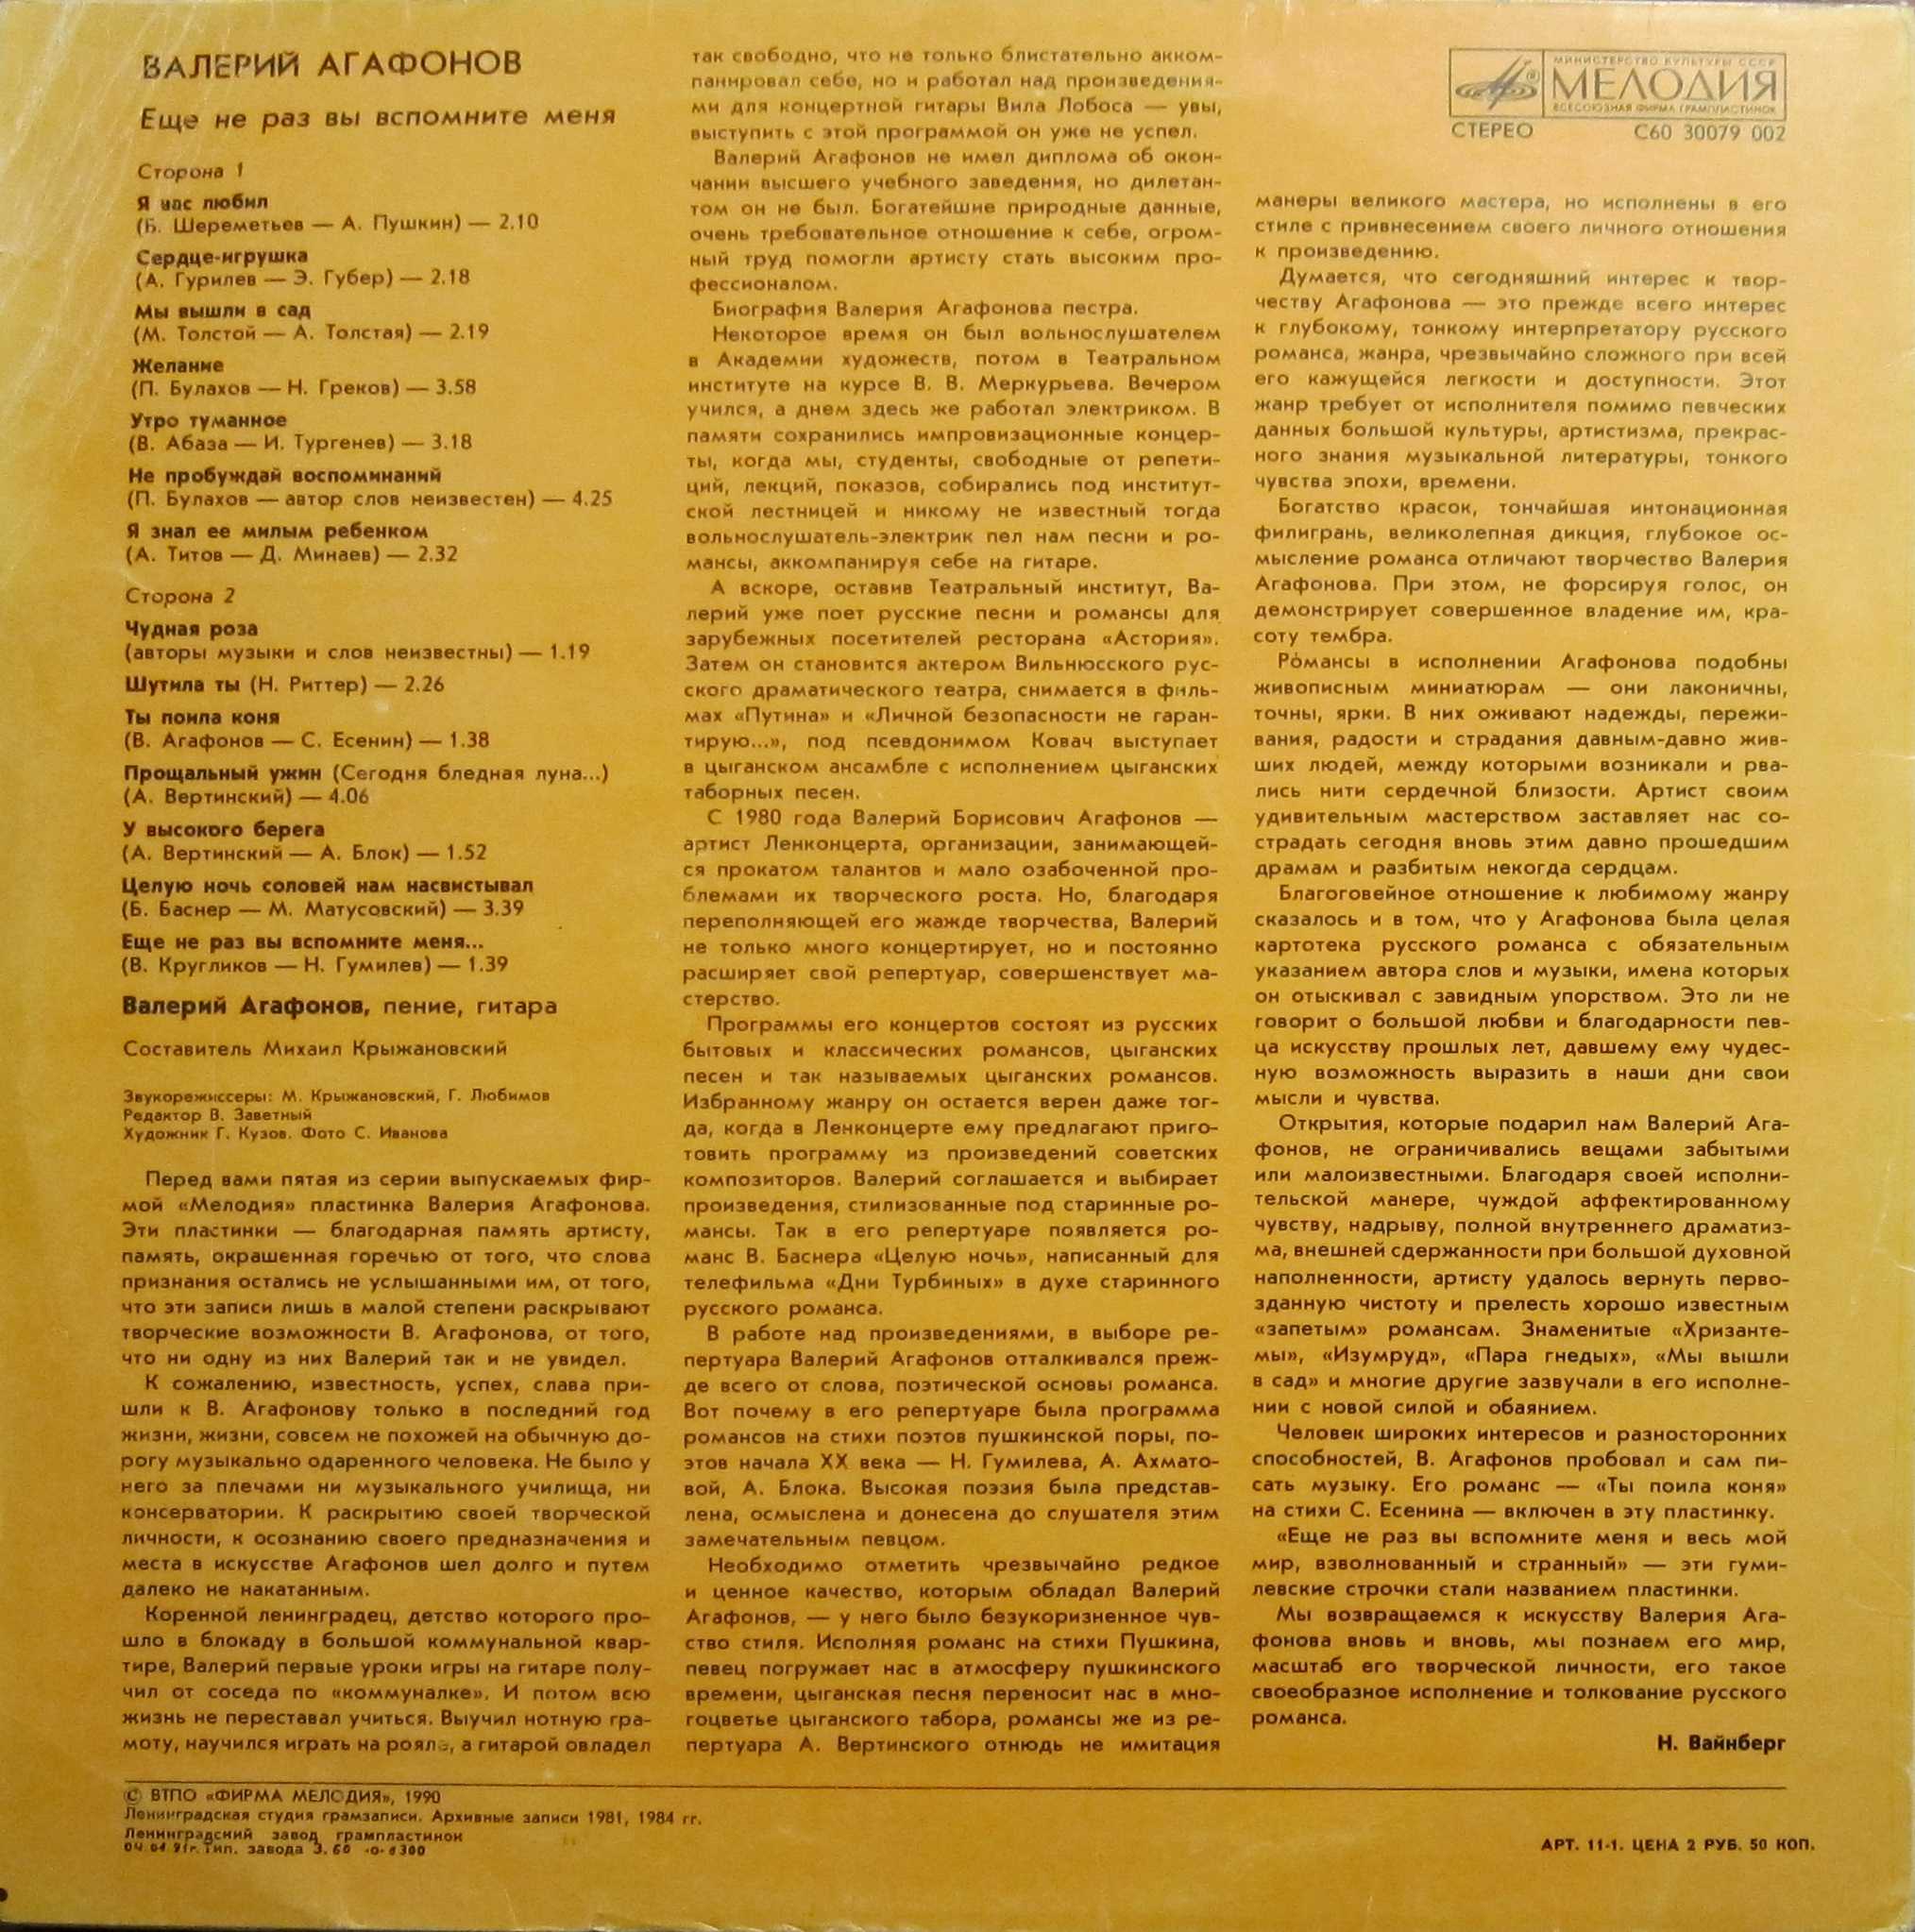 ВАЛЕРИЙ АГАФОНОВ
Еще не раз вы вспомните меня
Сторона 1
Я вас любил
(Б. Шереметьев — А. Пушкин) — 2.10
Сердце-игрушка
(А. Гурилев — Э. Губер) — 2.18
Мы вышли в сад
(М. Толстой — А. Толстая) — 2.19
Желание
(П. Булахов — Н. Греков) — 3.58
Утро туманное
(В. Абаза — И. Тургенев) — 3.18
Не пробуждай воспоминаний
(П. Булахов — автор слов неизвестен) — 4.25
Я знал ее милым ребенком
(А. Титов — Д. Минаев) — 2.32
Сторона 2
Чудная роза
(авторы музыки и слов неизвестны) — 1.19
Шутила ты (Н. Риттер) — 2.26
Ты поила коня
(В. Агафонов — С. Есенин) — 1.38
Прощальный ужин (Сегодня бледная луна...)
(А. Вертинский) — 4.06
У высокого берега
(А. Вертинский — А. Блок) — 1.52
Целую ночь соловей нам насвистывал
(Б. Баснер — М. Матусовский) — 3.39
Еще не раз вы вспомните меня...
(В. Кругликов — Н. Гумилев) — 1.39
Валерий Агафонов, пение, гитара
Составитель Михаил Крыжановский
Звукорежиссеры: М. Крыжановский, Г. Любимов
Редактор В. Заветный
Художник Г. Кузов. Фото С. Иванова
Перед вами пятая из серии выпускаемых фир-
мой «Мелодия» пластинка Валерия Агафонова.
Эти пластинки — благодарная память артисту,
память, окрашенная горечью от того, что слова
признания остались не услышанными им, от того,
что эти записи лишь в малой степени раскрывают
творческие возможности В. Агафонова, от того,
что ни одну из них Валерий так и не увидел.
К сожалению, известность, успех, слава при-
шли к В. Агафонову только в последний год
жизни, жизни, совсем не похожей на обычную до-
рогу музыкально одаренного человека. Не было у
него за плечами ни музыкального училища, ни
консерватории. К раскрытию своей творческой
личности, к осознанию своего предназначения и
места в искусстве Агафонов шел долго и путем
далеко не накатанным.
Коренной ленинградец, детство которого про-
шло в блокаду в большой коммунальной квар-
тире, Валерий первые уроки игры на гитаре полу-
чил от соседа по «коммуналке». И потом всю
жизнь не переставал учиться. Выучил нотную гра-
моту, научился играть на рояле, а гитарой овладел
так свободно, что не только блистательно акком-
панировал себе, но и работал над произведения-
ми для концертной гитары Вила Лобоса — увы,
выступить с этой программой он уже не успел.
Валерий Агафонов не имел диплома об окон-
чании высшего учебного заведения, но дилетан-
том он не был. Богатейшие природные данные,
очень требовательное отношение к себе, огром-
ный труд помогли артисту стать высоким про-
фессионалом.
Биография Валерия Агафонова пестра.
Некоторое время он был вольнослушателем
в Академии художеств, потом в Театральном
институте на курсе В. В. Меркурьева. Вечером
учился, а днем здесь же работал электриком. В
памяти сохранились импровизационные концер-
ты, когда мы, студенты, свободные от репети-
ций, лекций, показов, собирались под институт-
ской лестницей и никому не известный тогда
вольнослушатель-электрик пел нам песни и ро-
мансы, аккомпанируя себе на гитаре.
А вскоре, оставив Театральный институт, Ва-
лерий уже поет русские песни и романсы для
зарубежных посетителей ресторана «Астория».
Затем он становится актером Вильнюсского рус-
ского драматического театра, снимается в филь-
мах «Путина» и «Личной безопасности не гаран-
тирую...», под псевдонимом Ковач выступает
в цыганском ансамбле с исполнением цыганских
таборных песен.
С 1980 года Валерий Борисович Агафонов —
артист Ленконцерта, организации, занимающей-
ся прокатом талантов и мало озабоченной про-
блемами их творческого роста. Но, благодаря
переполняющей его жажде творчества, Валерий
не только много концертирует, но и постоянно
расширяет свой репертуар, совершенствует ма-
стерство.
Программы его концертов состоят из русских
бытовых и классических романсов, цыганских
песен и так называемых цыганских романсов.
Избранному жанру он остается верен даже тог-
да, когда в Ленконцерте ему предлагают приго-
товить программу из произведений советских
композиторов. Валерий соглашается и выбирает
произведения, стилизованные под старинные ро-
мансы. Так в его репертуаре появляется ро-
манс В. Баснера «Целую ночь», написанный для
телефильма «Дни Турбиных» в духе старинного
русского романса.
В работе над произведениями, в выборе ре-
пертуара Валерий Агафонов отталкивался преж-
де всего от слова, поэтической основы романса.
Вот почему в его репертуаре была программа
романсов на стихи поэтов пушкинской поры, по-
этов начала XX века — Н. Гумилева, А. Ахмато-
вой, А. Блока. Высокая поэзия была представ-
лена, осмыслена и донесена до слушателя этим
замечательным певцом.
Необходимо отметить чрезвычайно редкое
и ценное качество, которым обладал Валерий
Агафонов, — у него было безукоризненное чув-
ство стиля. Исполняя романс на стихи Пушкина,
певец погружает нас в атмосферу пушкинского
времени, цыганская песня переносит нас в мно-
гоцветье цыганского табора, романсы же из ре-
пертуара А. Вертинского отнюдь не имитация
МИНИСТЕРСТВО КУЛЬТУРЫ СССР
МЕЛОДИЯ
ВСЕСОЮЗНАЯ ФИРМА ГРАМПЛАСТИНОК
СТЕРЕО С60 30079 002
манеры великого мастера, но исполнены в его
стиле с привнесением своего личного отношения
к произведению.
Думается, что сегодняшний интерес к твор-
честву Агафонова — это прежде всего интерес
к глубокому, тонкому интерпретатору русского
романса, жанра, чрезвычайно сложного при всей
его кажущейся легкости и доступности. Этот
жанр требует от исполнителя помимо певческих
данных большой культуры, артистизма, прекрас-
ного знания музыкальной литературы, тонкого
чувства эпохи, времени.
Богатство красок, тончайшая интонационная
филигрань, великолепная дикция, глубокое ос-
мысление романса отличают творчество Валерия
Агафонова. При этом, не форсируя голос, он
демонстрирует совершенное владение им, кра-
соту тембра.
Романсы в исполнении Агафонова подобны
живописным миниатюрам — они лаконичны,
точны, ярки. В них оживают надежды, пережи-
вания, радости и страдания давным-давно жив-
ших людей, между которыми возникали и рва-
лись нити сердечной близости. Артист своим
удивительным мастерством заставляет нас со-
страдать сегодня вновь этим давно прошедшим
драмам и разбитым некогда сердцам.
Благоговейное отношение к любимому жанру
сказалось и в том, что у Агафонова была целая
картотека русского романса с обязательным
указанием автора слов и музыки, имена которых
он отыскивал с завидным упорством. Это ли не
говорит о большой любви и благодарности пев-
ца искусству прошлых лет, давшему ему чудес-
ную возможность выразить в наши дни свои
мысли и чувства.
Открытия, которые подарил нам Валерий Ага-
фонов, не ограничивались вещами забытыми
или малоизвестными. Благодаря своей исполни-
тельской манере, чуждой аффектированному
чувству, надрыву, полной внутреннего драматиз-
ма, внешней сдержанности при большой духовной
наполненности, артисту удалось вернуть перво-
зданную чистоту и прелесть хорошо известным
«запетым» романсам. Знаменитые «Хризанте-
мы», «Изумруд», «Пара гнедых», «Мы вышли
в сад» и многие другие зазвучали в его исполне-
нии с новой силой и обаянием.
Человек широких интересов и разносторонних
способностей, В. Агафонов пробовал и сам пи-
сать музыку. Его романс — «Ты поила коня»
на стихи С. Есенина — включен в эту пластинку.
«Еще не раз вы вспомните меня и весь мой
мир, взволнованный и странный» — эти гуми-
левские строчки стали названием пластинки.
Мы возвращаемся к искусству Валерия Ага-
фонова вновь и вновь, мы познаем его мир,
масштаб его творческой личности, его такое
своеобразное исполнение и толкование русского
романса.
Н. Вайнберг
© ВТПО «ФИРМА МЕЛОДИЯ», 1990
Ленинградская студия грамзаписи. Архивные записи 1981, 1984 гг.
Ленинградский завод грампластинок
04 04 91г. Тип. завода З. 60
АРТ. 11-1. ЦЕНА 2 РУБ. 50 КОП.